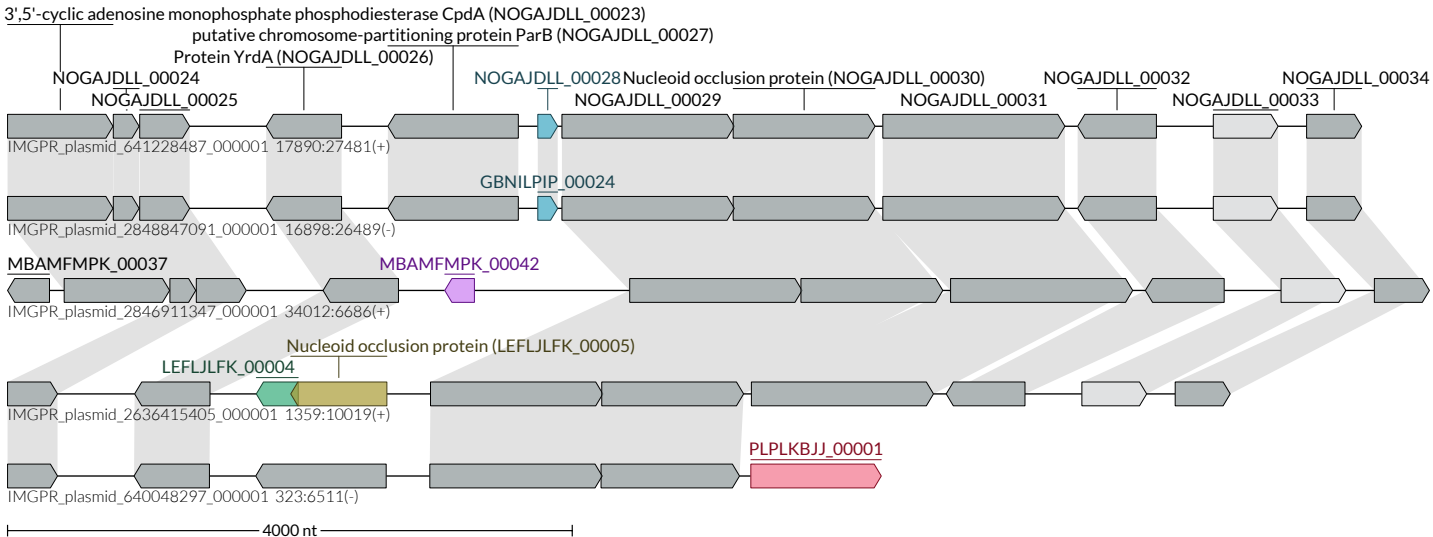 3',5'-cyclic adenosine monophosphate phosphodiesterase CpdA (NOGAJDLL_00023)
putative chromosome-partitioning protein ParB (NOGAJDLL_00027)
Protein YrdA (NOGAJDLL_00026)
NOGAJDLL_00024 NOGAJDLL_00028 Nucleoid occlusion protein (NOGAJDLL_00030) NOGAJDLL_00032 NOGAJDLL_00034
NOGAJDLL_00025 NOGAJDLL_00029 NOGAJDLL_00031 NOGAJDLL_00033
IMGPR_plasmid_641228487_000001 17890:27481(+)
GBNILPIP_00024
IMGPR_plasmid_2848847091_000001 16898:26489(-)
MBAMFMPK_00037 MBAMFMPK_00042
IMGPR_plasmid_2846911347_000001 34012:6686(+)
Nucleoid occlusion protein (LEFLJLFK_00005)
LEFLJLFK_00004
IMGPR_plasmid_2636415405_000001 1359:10019(+)
PLPLKBJJ_00001
IMGPR_plasmid_640048297_000001 323:6511(-)
4000 nt